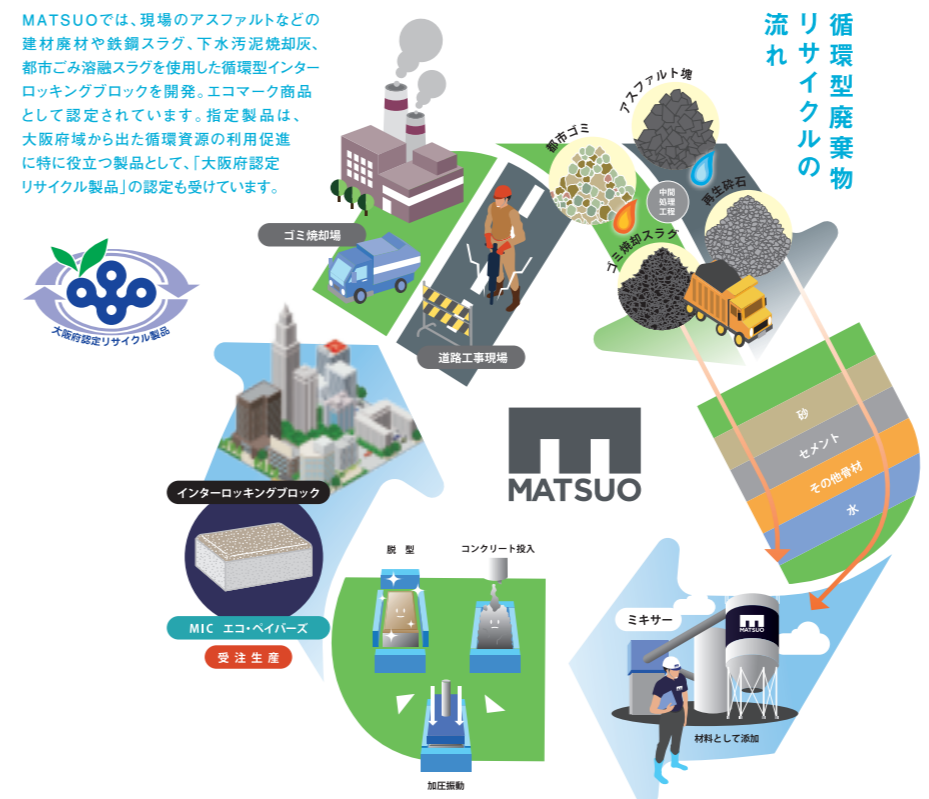 循環型廃棄物
リサイクルの
流れ
MATSUOでは、現場のアスファルトなどの
建材廃材や鉄鋼スラグ、下水汚泥焼却灰、
都市ごみ溶融スラグを使用した循環型インター
ロッキングブロックを開発。エコマーク商品
として認定されています。指定製品は、
大阪府域から出た循環資源の利用促進
に特に役立つ製品として、「大阪府認定
リサイクル製品」の認定も受けています。
大阪府認定リサイクル製品
ゴミ焼却場
道路工事現場
都市ゴミ
アスファルト塊
中間
処理
工程
ゴミ焼却スラグ
再生砕石
砂
セメント
その他骨材
水
MATSUO
ミキサー
MATSUO
材料として添加
コンクリート投入
脱 型
加圧振動
インターロッキングブロック
MIC エコ・ペイバーズ
受注生産